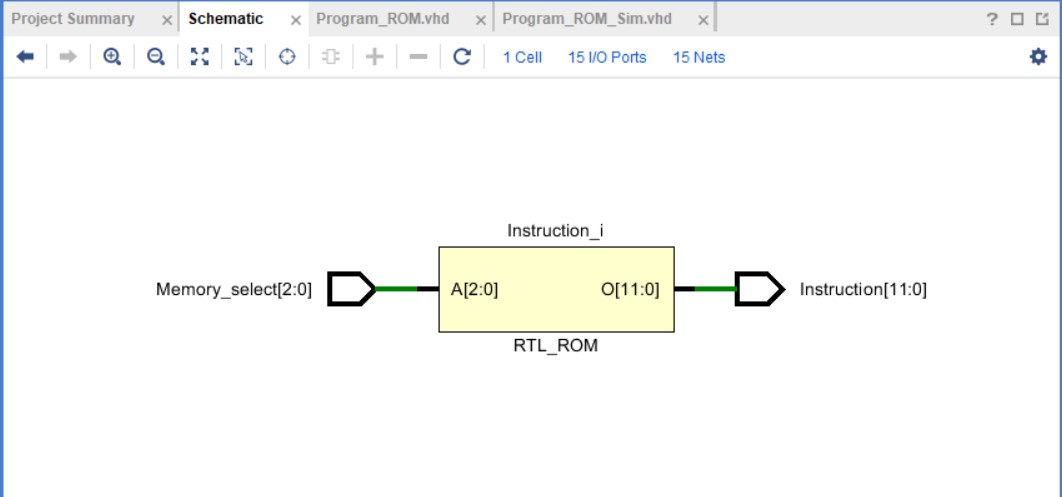 Project Summary × Schematic × Program_ROM.vhd × Program_ROM_Sim.vhd × ?
1 Cell 15 I/O Ports 15 Nets
Instruction_i
Memory_select[2:0] A[2:0] O[11:0] Instruction[11:0]
RTL_ROM